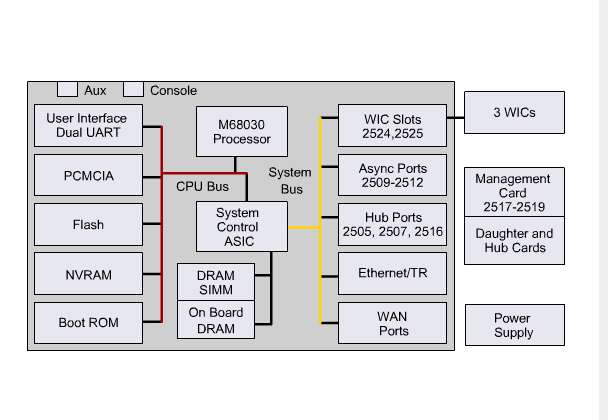 Aux
Console
User Interface
Dual UART
PCMCIA
Flash
NVRAM
Boot ROM
M68030
Processor
CPU Bus
System
Bus
System
Control
ASIC
DRAM
SIMM
On Board
DRAM
WIC Slots
2524,2525
Async Ports
2509-2512
Hub Ports
2505, 2507, 2516
Ethernet/TR
WAN
Ports
3 WICs
Management
Card
2517-2519
Daughter and
Hub Cards
Power
Supply